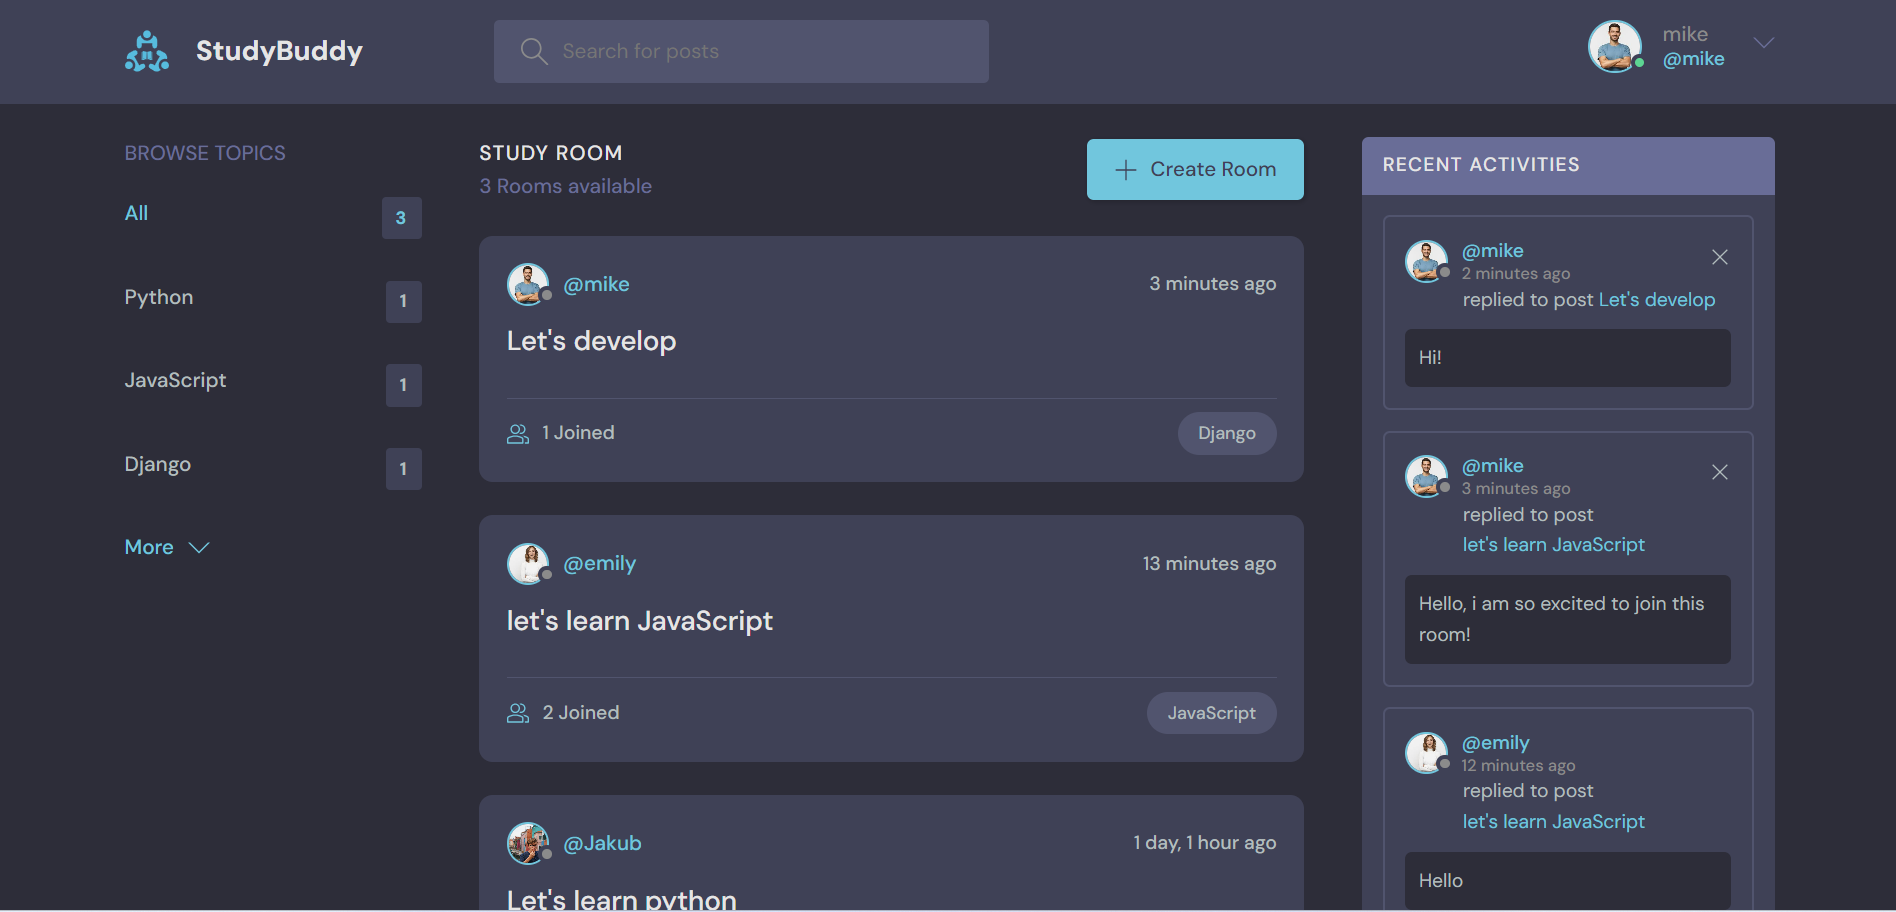 StudyBuddy
Search for posts
mike
@mike
BROWSE TOPICS
All
3
Python
1
JavaScript
1
Django
1
More
STUDY ROOM
3 Rooms available
Create Room
@mike
3 minutes ago
Let's develop
1 Joined
Django
@emily
13 minutes ago
let's learn JavaScript
2 Joined
JavaScript
@Jakub
1 day, 1 hour ago
Let's learn python
RECENT ACTIVITIES
@mike
2 minutes ago
replied to post Let's develop
Hi!
@mike
3 minutes ago
replied to post
let's learn JavaScript
Hello, i am so excited to join this
room!
@emily
12 minutes ago
replied to post
let's learn JavaScript
Hello